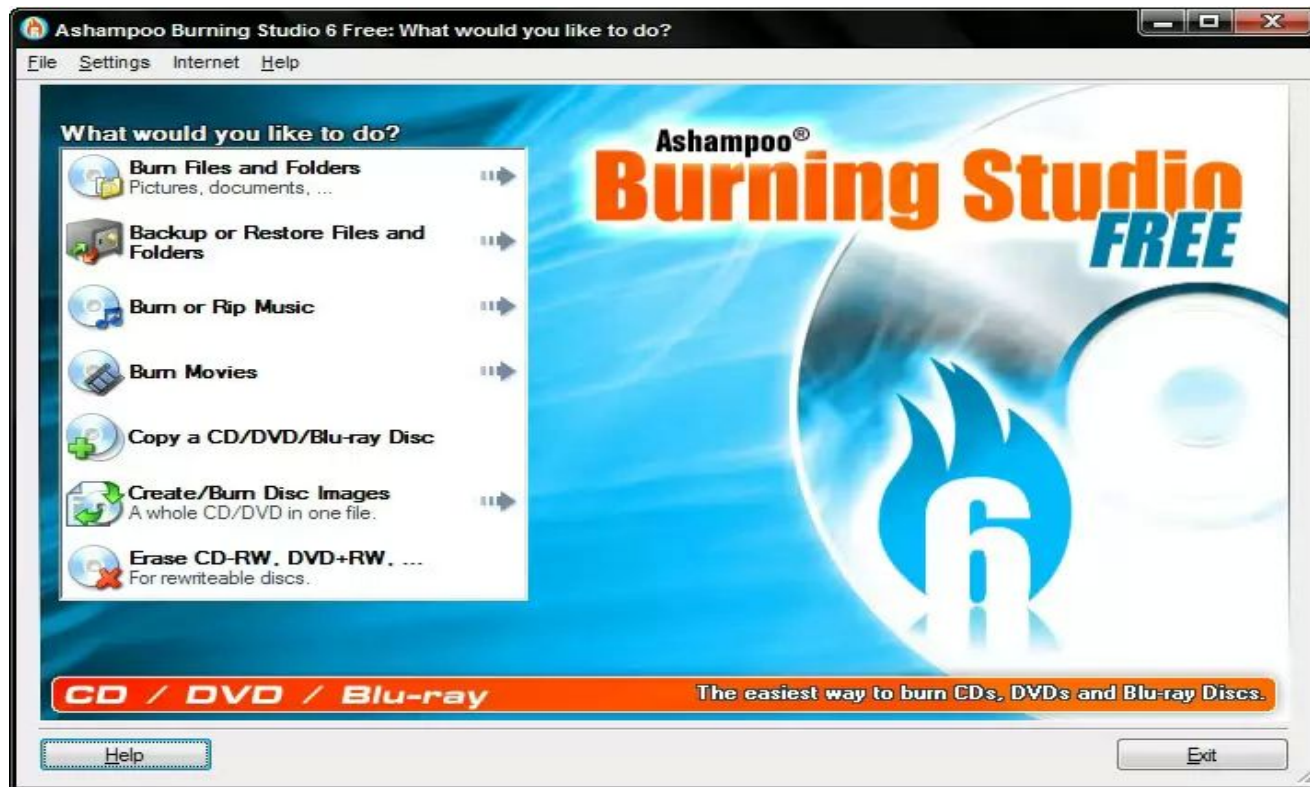 Ashampoo Burning Studio 6 Free: What would you like to do?
File Settings Internet Help
What would you like to do?
Burn Files and Folders
Pictures, documents, ...
Backup or Restore Files and
Folders
Burn or Rip Music
Burn Movies
Copy a CD/DVD/Blu-ray Disc
Create/Burn Disc Images
A whole CD/DVD in one file.
Erase CD-RW, DVD+RW, ...
For rewriteable discs.
Ashampoo®
Burning Studio
FREE
6
CD / DVD / Blu-ray
The easiest way to burn CDs, DVDs and Blu-ray Discs.
Help
Exit